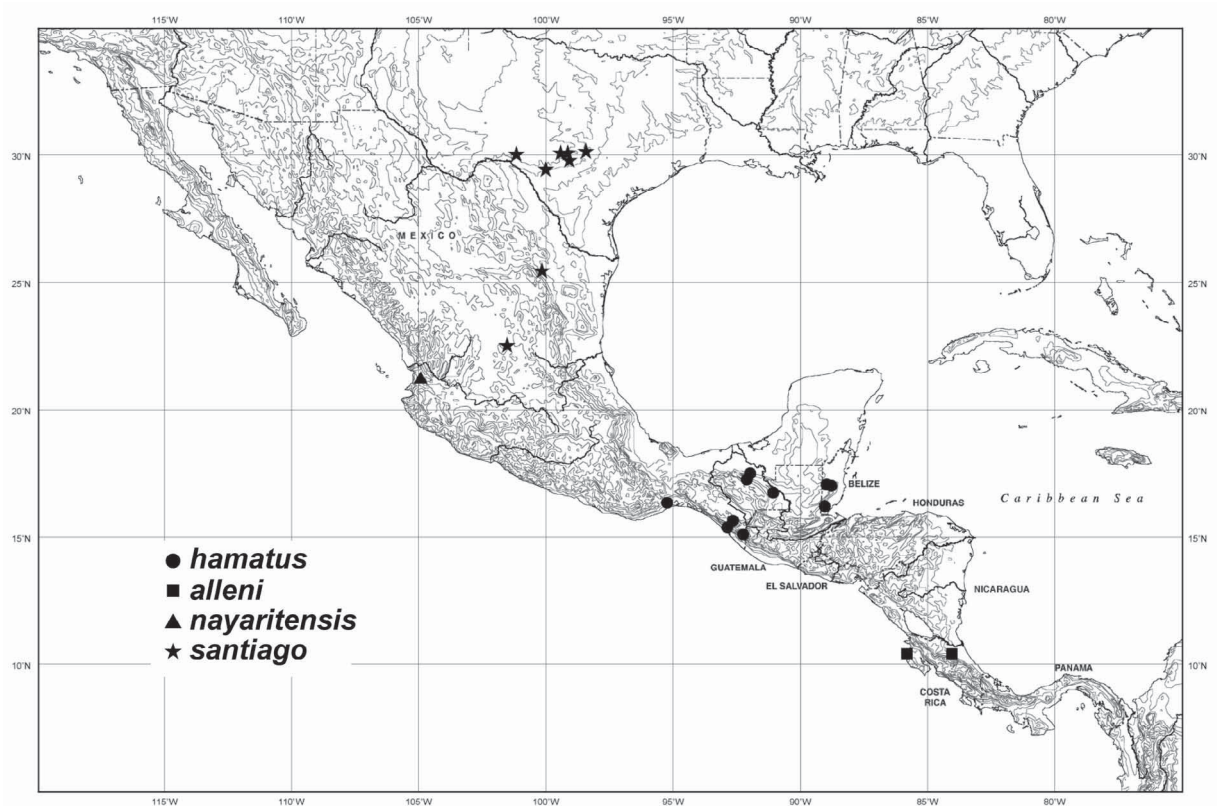 115°W 110°W 105°W 100°W 95°W 90°W 85°W 80°W
30°N 30°N
MEXICO
25°N 25°N
20°N 20°N
BELIZE
HONDURAS Caribbean Sea
15°N 15°N
GUATEMALA
EL SALVADOR
NICARAGUA
hamatus
alleni
nayaritensis
santiago
10°N 10°N
PANAMA
COSTA
RICA
115°W 110°W 105°W 100°W 95°W 90°W 85°W 80°W